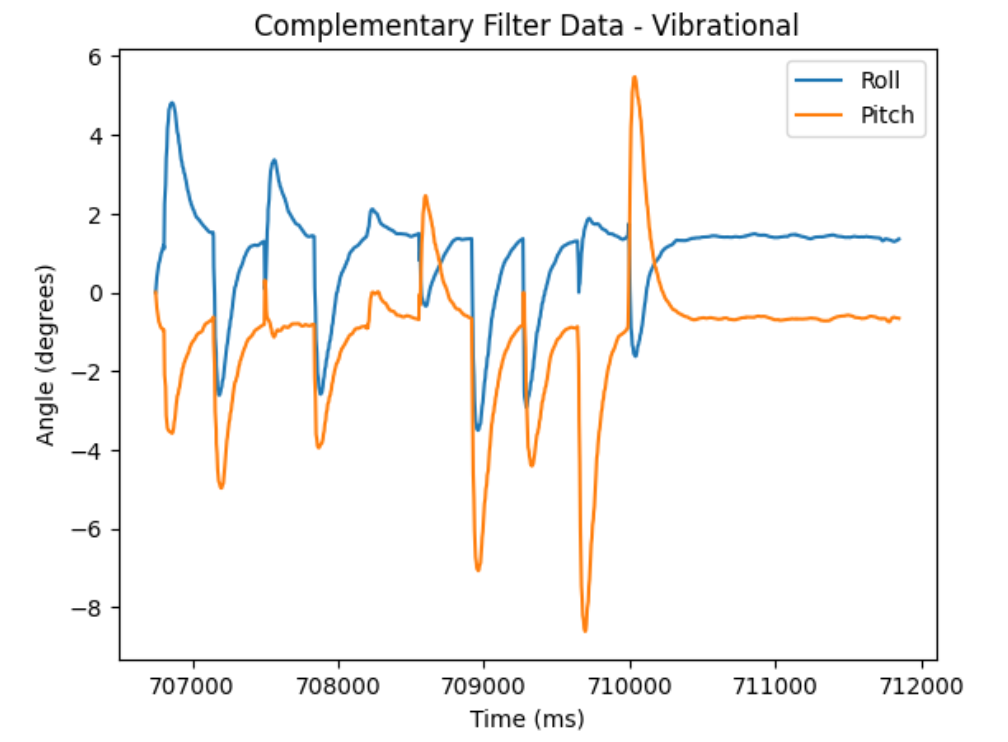 Complementary Filter Data - Vibrational
Roll
Pitch
6
4
2
0
−2
−4
−6
−8
Angle (degrees)
707000 708000 709000 710000 711000 712000
Time (ms)